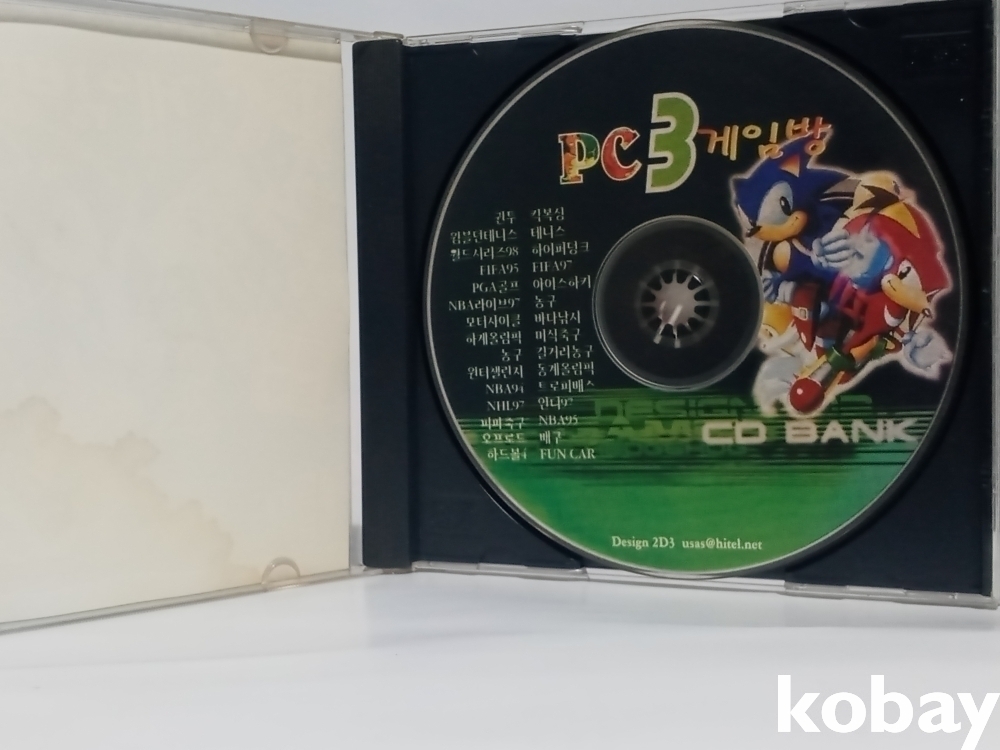 PC 3 게임방
권투 킥복싱
윔블던테니스 테니스
월드시리즈98 하이퍼덩크
FIFA95 FIFA97
PGA골프 아이스하키
NBA라이브97 농구
모터사이클 바다낚시
하계올림픽 미식축구
농구 길거리농구
윈터챌린지 동계올림픽
NBA94 트로피배스
NHL97 인디97
피파축구 NBA95
오프로드 배구
하드볼4 FUN CAR
CD BANK
Design 2D3 usas@hitel.net
kobay